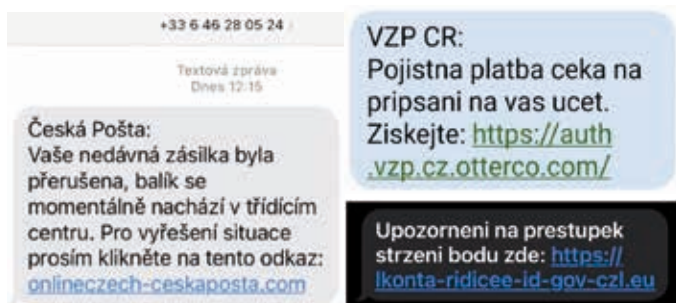 +33 6 46 28 05 24
Textová zpráva
Dnes 12:15
Česká Pošta:
Vaše nedávná zásilka byla
přerušena, balík se
momentálně nachází v třídícím
centru. Pro vyřešení situace
prosím klikněte na tento odkaz:
onlineczech-ceskaposta.com
VZP CR:
Pojistna platba ceka na
pripsani na vas ucet.
Ziskejte: https://auth
.vzp.cz.otterco.com/
Upozorneni na prestupek
strzeni bodu zde: https://
lkonta-ridicee-id-gov-czl.eu